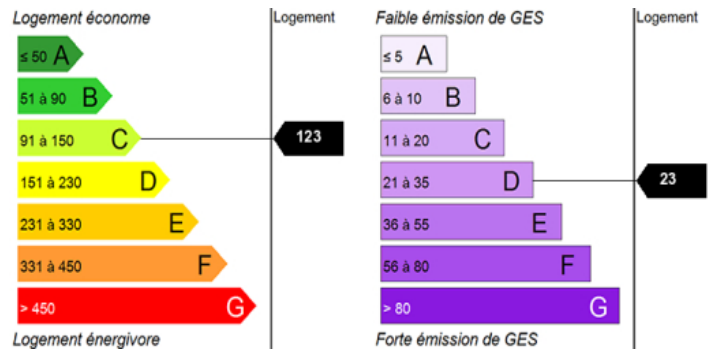 Logement économe
Logement
≤ 50 A
51 à 90 B
91 à 150 C
123
151 à 230 D
231 à 330 E
331 à 450 F
> 450 G
Logement énergivore
Faible émission de GES
Logement
≤ 5 A
6 à 10 B
11 à 20 C
21 à 35 D
23
36 à 55 E
56 à 80 F
> 80 G
Forte émission de GES